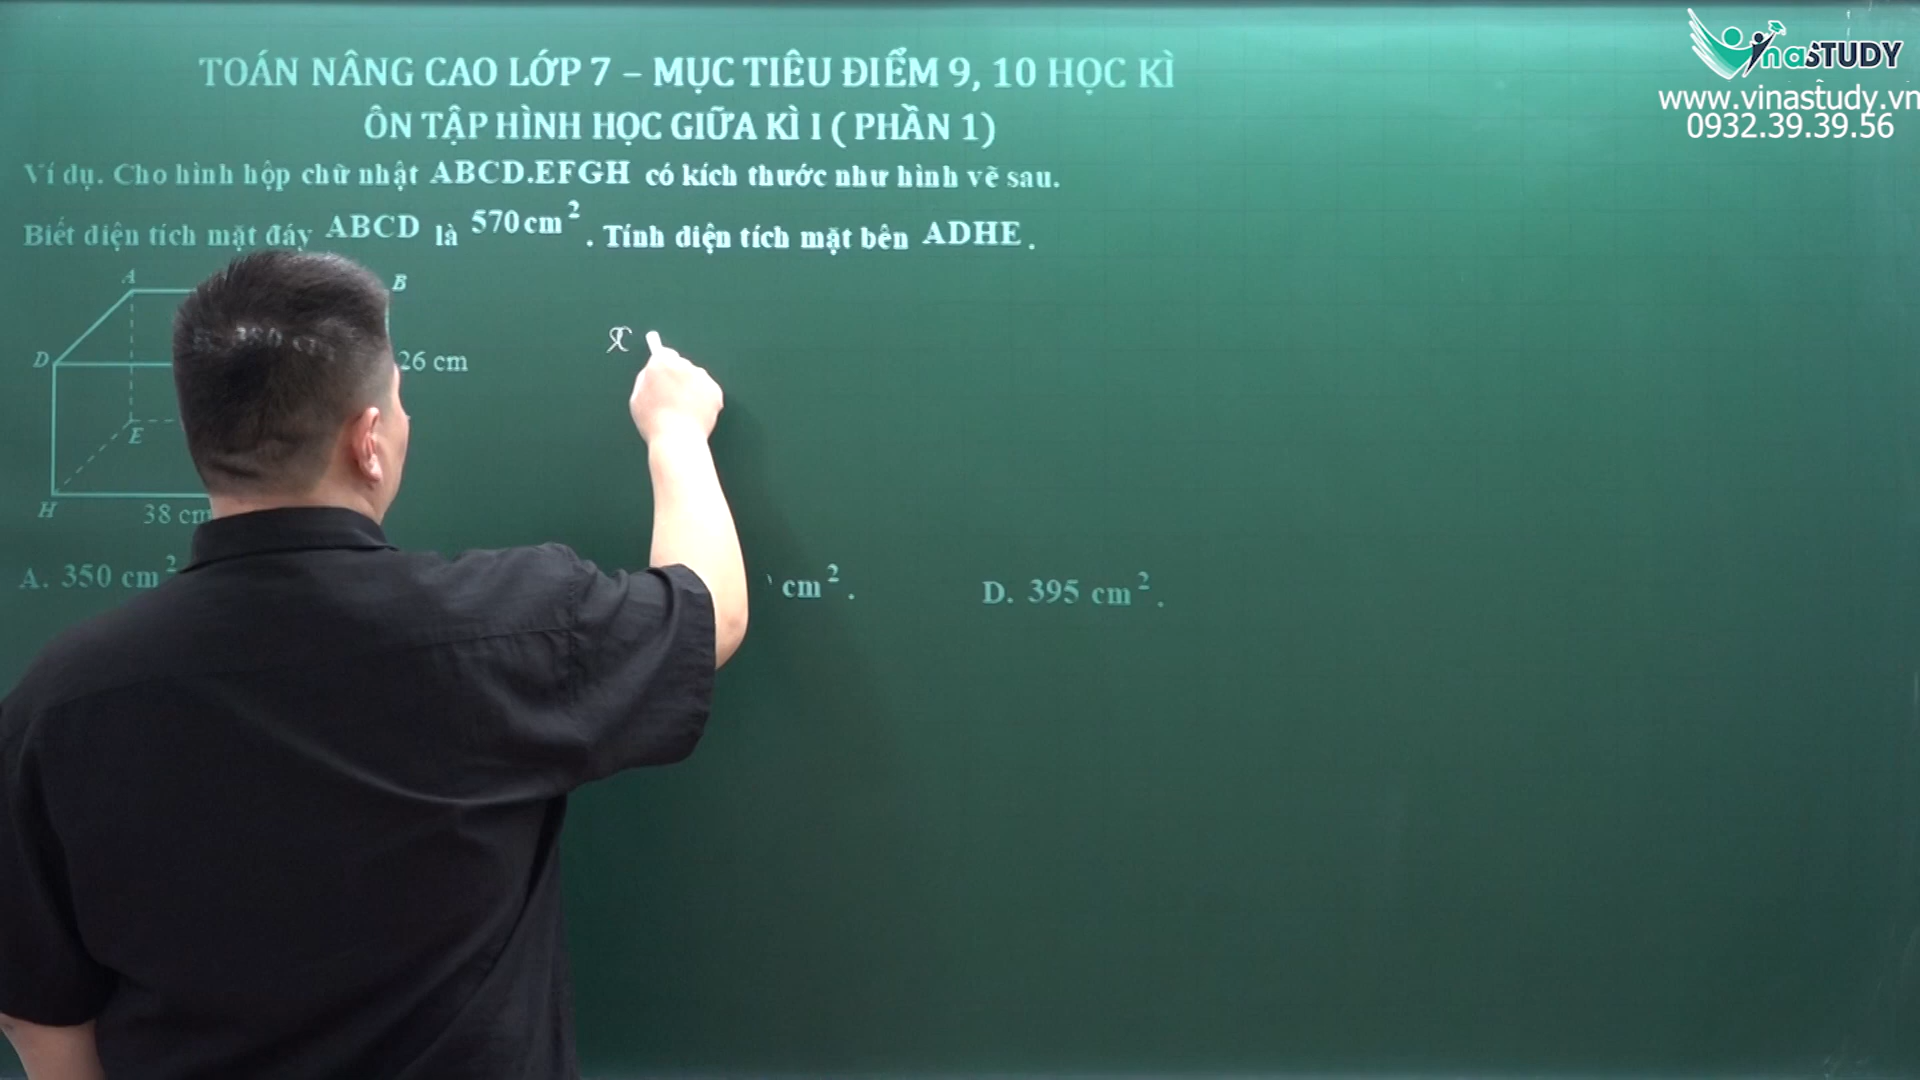 VinaSTUDY
www.vinastudy.vn
0932.39.39.56
TOÁN NÂNG CAO LỚP 7 – MỤC TIÊU ĐIỂM 9, 10 HỌC KÌ
ÔN TẬP HÌNH HỌC GIỮA KÌ I ( PHẦN 1)
Ví dụ. Cho hình hộp chữ nhật ABCD.EFGH có kích thước như hình vẽ sau.
Biết diện tích mặt đáy ABCD là 570 cm². Tính diện tích mặt bên ADHE.
A
B
D
26 cm
E
H
38 cm
x
A. 350 cm²
cm².
D. 395 cm².